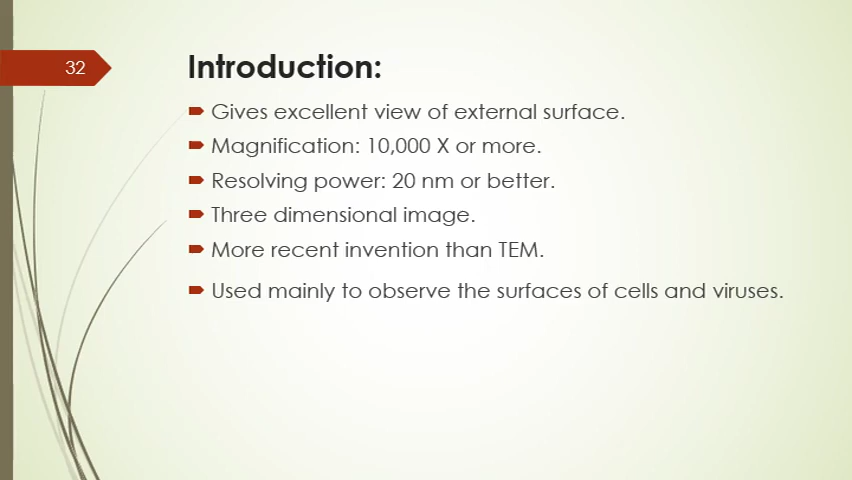 32
Introduction:
Gives excellent view of external surface.
Magnification: 10,000 X or more.
Resolving power: 20 nm or better.
Three dimensional image.
More recent invention than TEM.
Used mainly to observe the surfaces of cells and viruses.